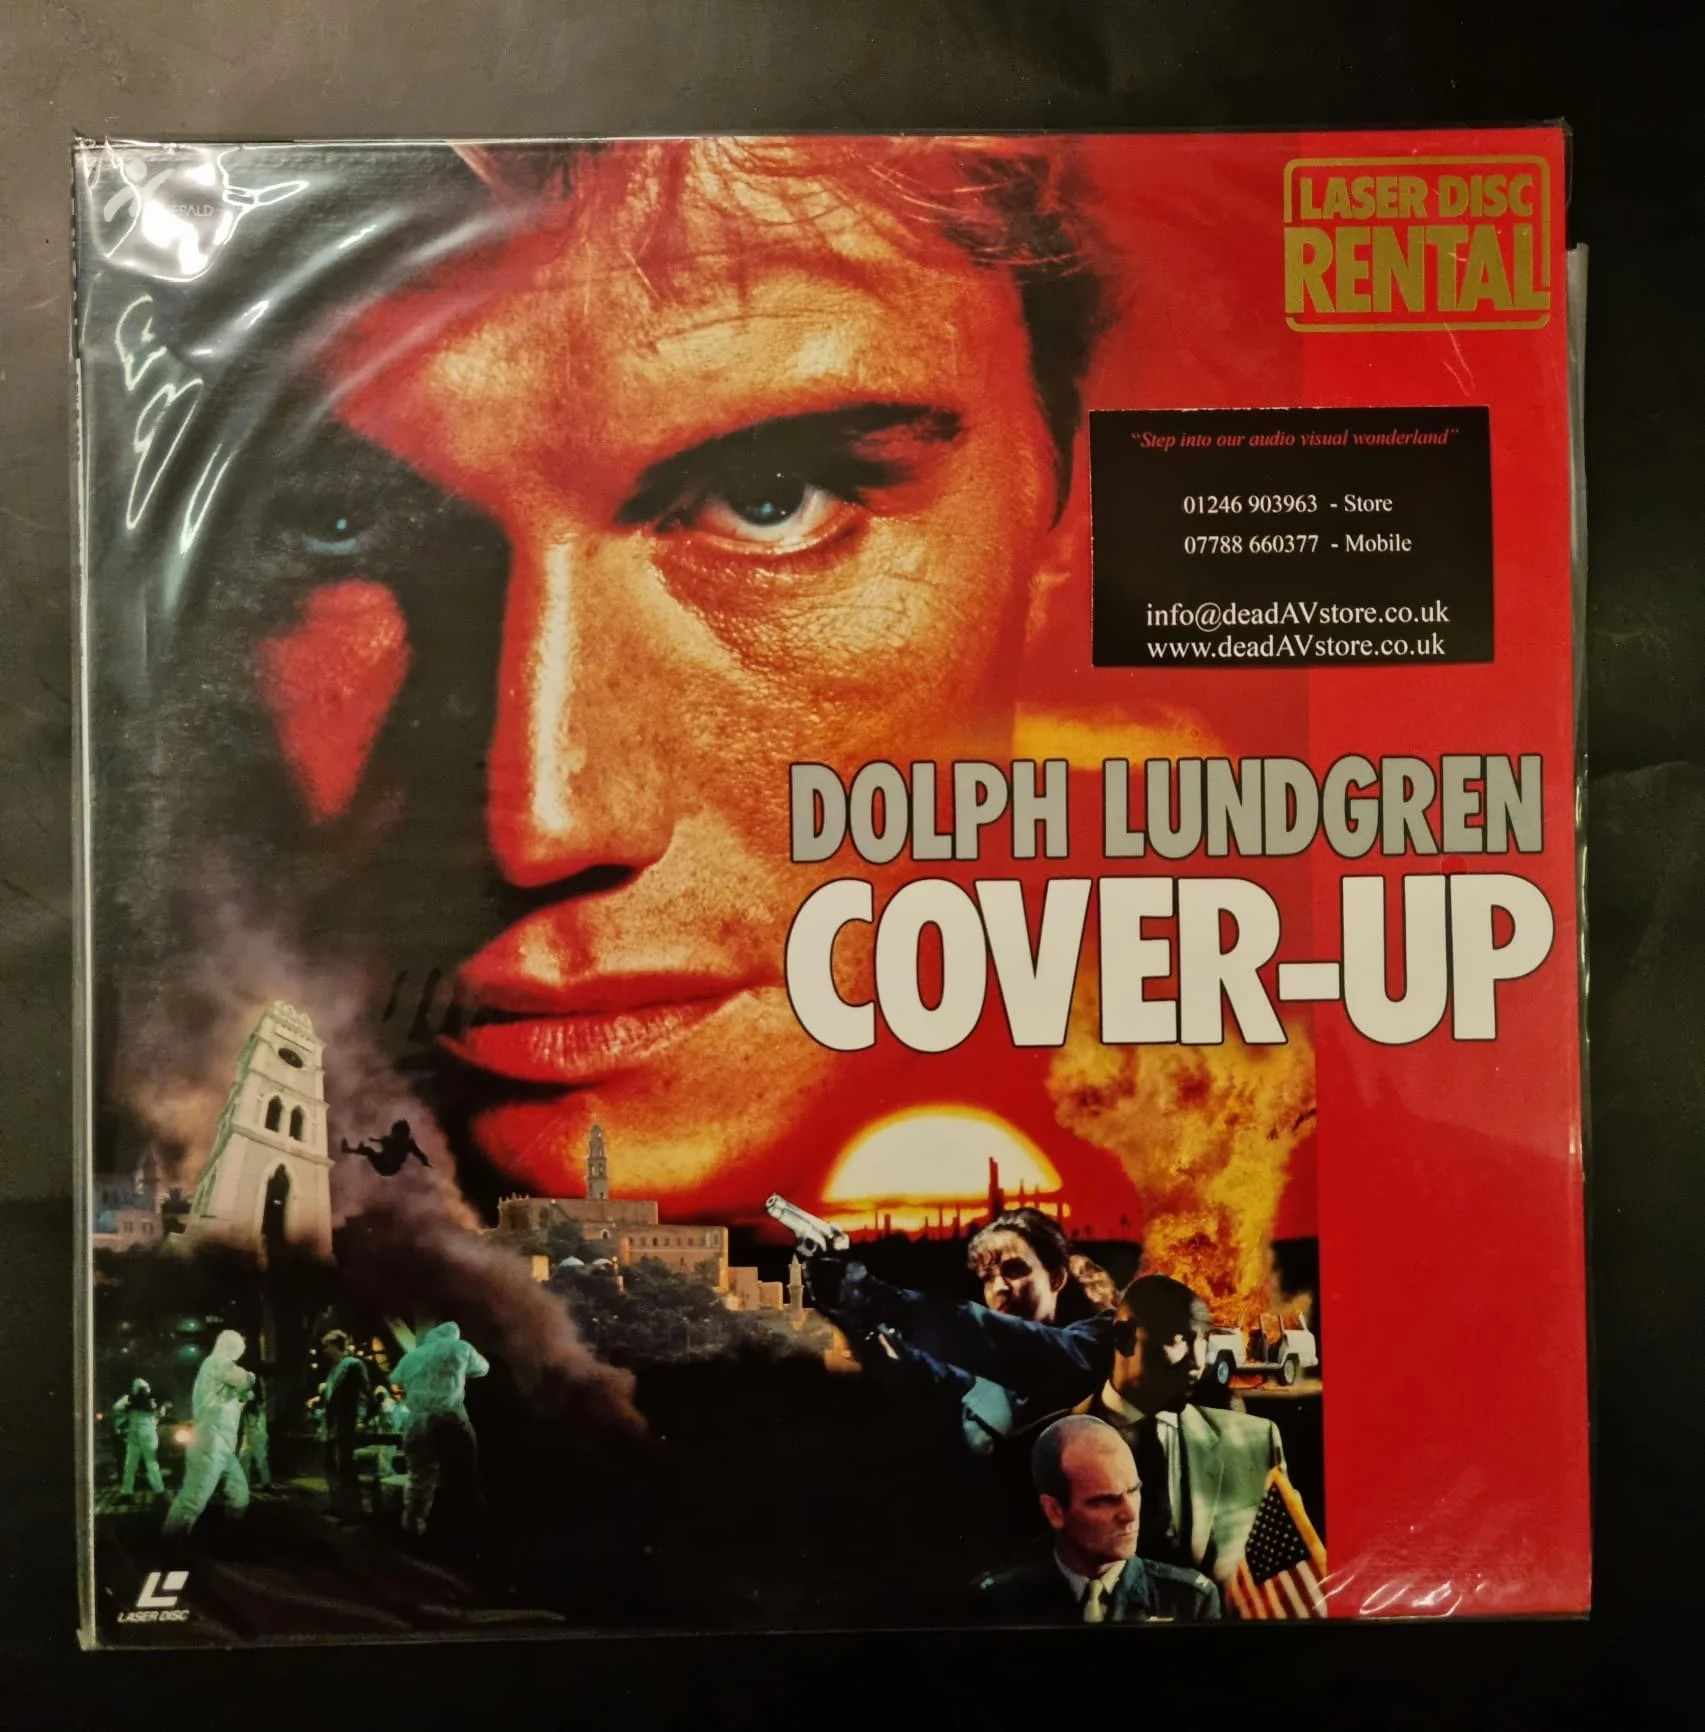 LASER DISC
RENTAL
"Step into our audio visual wonderland"
01246 903963 - Store
07788 660377 - Mobile
info@deadAVstore.co.uk
www.deadAVstore.co.uk
DOLPH LUNDGREN
COVER-UP
LASER DISC